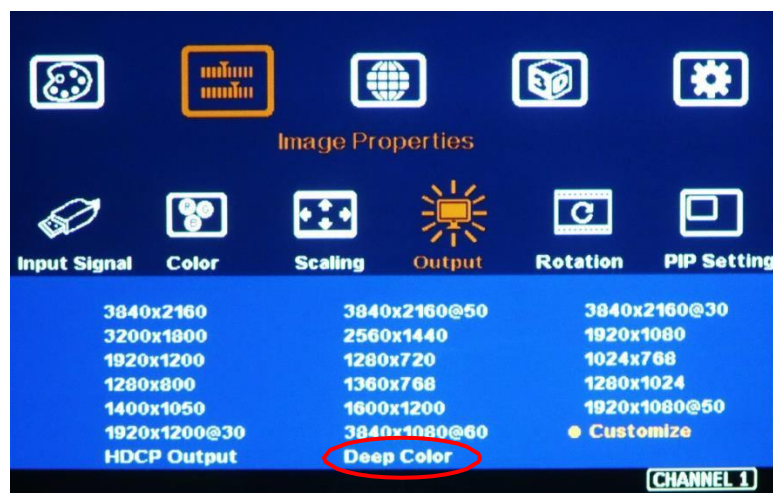 3D
Image Properties
R G
B
C
Input Signal Color Scaling Output Rotation PIP Setting
3840x2160 3840x2160@50 3840x2160@30
3200x1800 2560x1440 1920x1080
1920x1200 1280x720 1024x768
1280x800 1360x768 1280x1024
1400x1050 1600x1200 1920x1080@50
1920x1200@30 3840x1080@60 Customize
HDCP Output Deep Color
CHANNEL 1